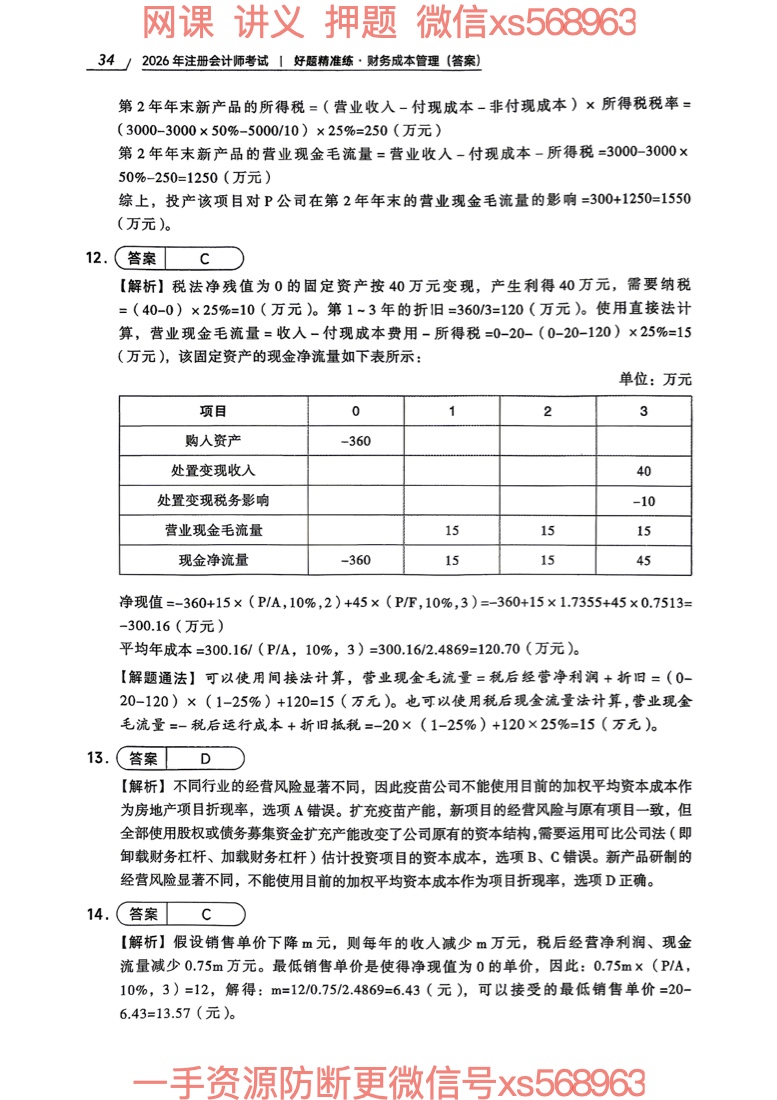 网课 讲义 押题 微信xs568963
34 / 2026 年注册会计师考试 | 好题精准练·财务成本管理(答案)
第 2 年年末新产品的所得税 =(营业收入 – 付现成本 – 非付现成本)× 所得税税率 =
(3000–3000×50%–5000/10)×25%=250(万元)
第 2 年年末新产品的营业现金毛流量 = 营业收入 – 付现成本 – 所得税 =3000–3000×
50%–250=1250(万元)
综上,投产该项目对 P 公司在第 2 年年末的营业现金毛流量的影响 =300+1250=1550
(万元)。
12. 答案 C
【解析】税法净残值为 0 的固定资产按 40 万元变现,产生利得 40 万元,需要纳税
=(40–0)×25%=10(万元)。第 1~3 年的折旧 =360/3=120(万元)。使用直接法计
算,营业现金毛流量 = 收入 – 付现成本费用 – 所得税 =0–20–(0–20–120)×25%=15
(万元),该固定资产的现金净流量如下表所示:
单位:万元
项目 0 1 2 3
购入资产 –360
处置变现收入 40
处置变现税务影响 –10
营业现金毛流量 15 15 15
现金净流量 –360 15 15 45
净现值 =–360+15×(P/A,10%,2)+45×(P/F,10%,3)=–360+15×1.7355+45×0.7513=
–300.16(万元)
平均年成本 =300.16/(P/A,10%,3)=300.16/2.4869=120.70(万元)。
【解题通法】可以使用间接法计算,营业现金毛流量 = 税后经营净利润 + 折旧 =(0–
20–120)×(1–25%)+120=15(万元)。也可以使用税后现金流量法计算,营业现金
毛流量 =– 税后运行成本 + 折旧抵税 =–20×(1–25%)+120×25%=15(万元)。
13. 答案 D
【解析】不同行业的经营风险显著不同,因此疫苗公司不能使用目前的加权平均资本成本作
为房地产项目折现率,选项 A 错误。扩充疫苗产能,新项目的经营风险与原有项目一致,但
全部使用股权或债务募集资金扩充产能改变了公司原有的资本结构,需要运用可比公司法(即
卸载财务杠杆、加载财务杠杆)估计投资项目的资本成本,选项 B、C 错误。新产品研制的
经营风险显著不同,不能使用目前的加权平均资本成本作为项目折现率,选项 D 正确。
14. 答案 C
【解析】假设销售单价下降 m 元,则每年的收入减少 m 万元,税后经营净利润、现金
流量减少 0.75m 万元。最低销售单价是使得净现值为 0 的单价,因此:0.75m×(P/A,
10%,3)=12,解得:m=12/0.75/2.4869=6.43(元),可以接受的最低销售单价 =20–
6.43=13.57(元)。
一手资源防断更微信号xs568963